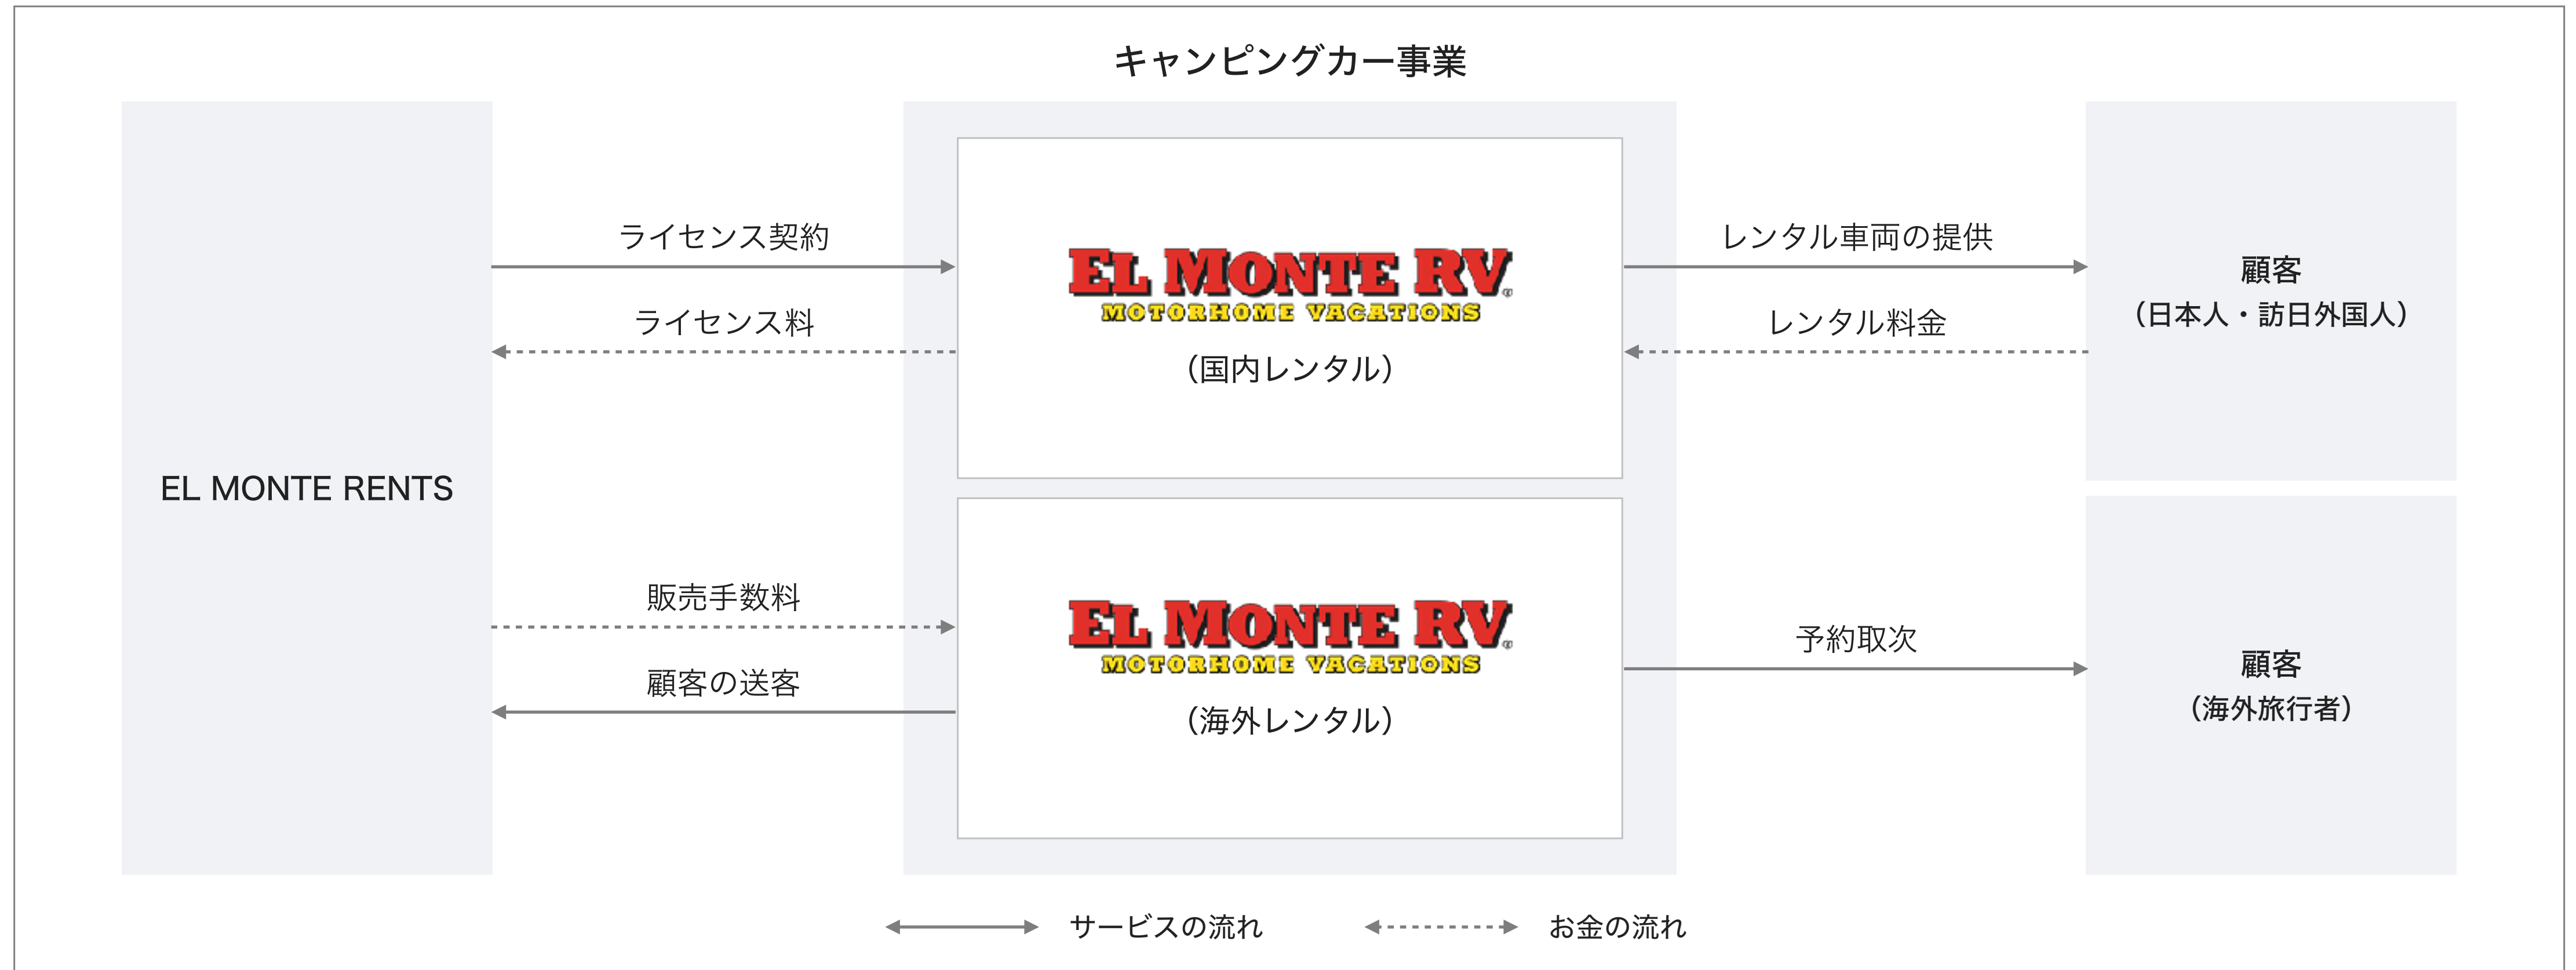 キャンピングカー事業
EL MONTE RENTS
ライセンス契約
ライセンス料
EL MONTE RV
MOTORHOME VACATIONS
（国内レンタル）
レンタル車両の提供
レンタル料金
顧客
（日本人・訪日外国人）
販売手数料
顧客の送客
EL MONTE RV
MOTORHOME VACATIONS
（海外レンタル）
予約取次
顧客
（海外旅行者）
サービスの流れ
お金の流れ